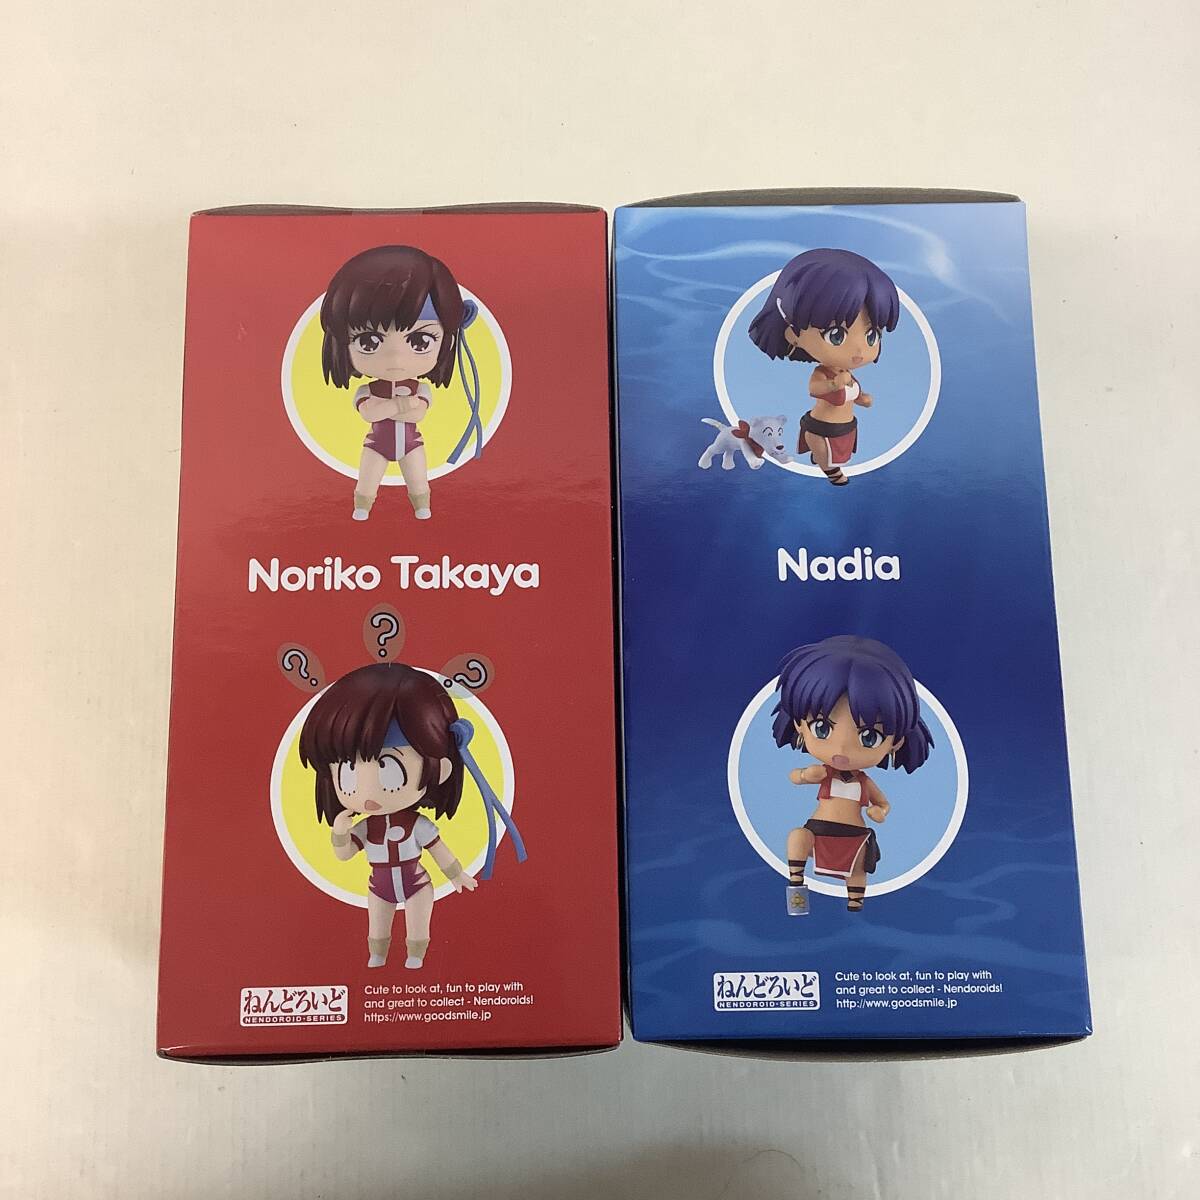 Noriko Takaya
? ? ?
ねんどろいど
NENDOROID-SERIES
Cute to look at, fun to play with
and great to collect - Nendoroids!
https://www.goodsmile.jp
Nadia
ねんどろいど
NENDOROID-SERIES
Cute to look at, fun to play with
and great to collect - Nendoroids!
http://www.goodsmile.jp